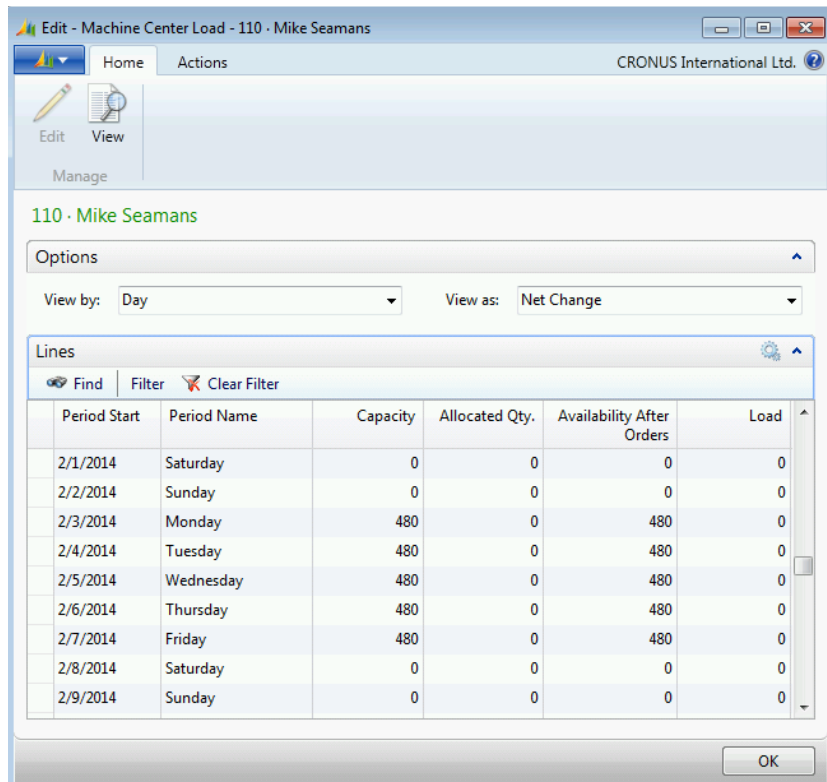 Edit - Machine Center Load - 110 · Mike Seamans
Home Actions CRONUS International Ltd.
Edit View
Manage
110 · Mike Seamans
Options
View by: Day View as: Net Change
Lines
Find Filter Clear Filter
Period Start Period Name Capacity Allocated Qty. Availability After Orders Load
2/1/2014 Saturday 0 0 0 0
2/2/2014 Sunday 0 0 0 0
2/3/2014 Monday 480 0 480 0
2/4/2014 Tuesday 480 0 480 0
2/5/2014 Wednesday 480 0 480 0
2/6/2014 Thursday 480 0 480 0
2/7/2014 Friday 480 0 480 0
2/8/2014 Saturday 0 0 0 0
2/9/2014 Sunday 0 0 0 0
OK